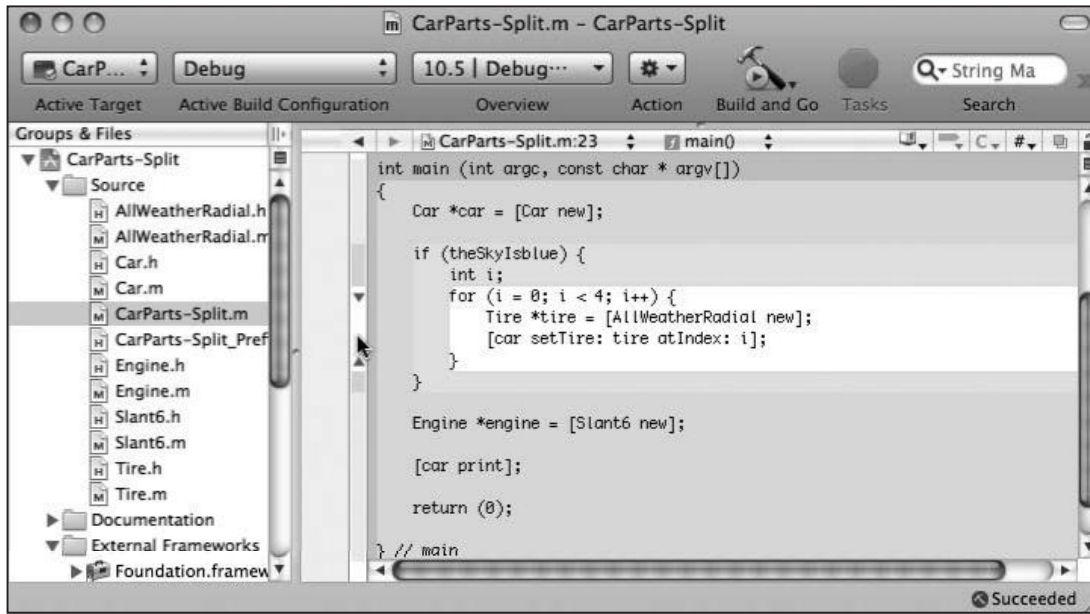 CarParts-Split.m – CarParts-Split
CarP...
Debug
10.5 | Debug...
String Ma
Active Target
Active Build Configuration
Overview
Action
Build and Go
Tasks
Search
Groups & Files
CarParts-Split
Source
AllWeatherRadial.h
AllWeatherRadial.m
Car.h
Car.m
CarParts-Split.m
CarParts-Split_Pref
Engine.h
Engine.m
Slant6.h
Slant6.m
Tire.h
Tire.m
Documentation
External Frameworks
Foundation.framew
CarParts-Split.m:23
main()
C
#
int main (int argc, const char * argv[])
{
Car *car = [Car new];
if (theSkyIsblue) {
int i;
for (i = 0; i < 4; i++) {
Tire *tire = [AllWeatherRadial new];
[car setTire: tire atIndex: i];
}
}
Engine *engine = [Slant6 new];
[car print];
return (0);
} // main
Succeeded